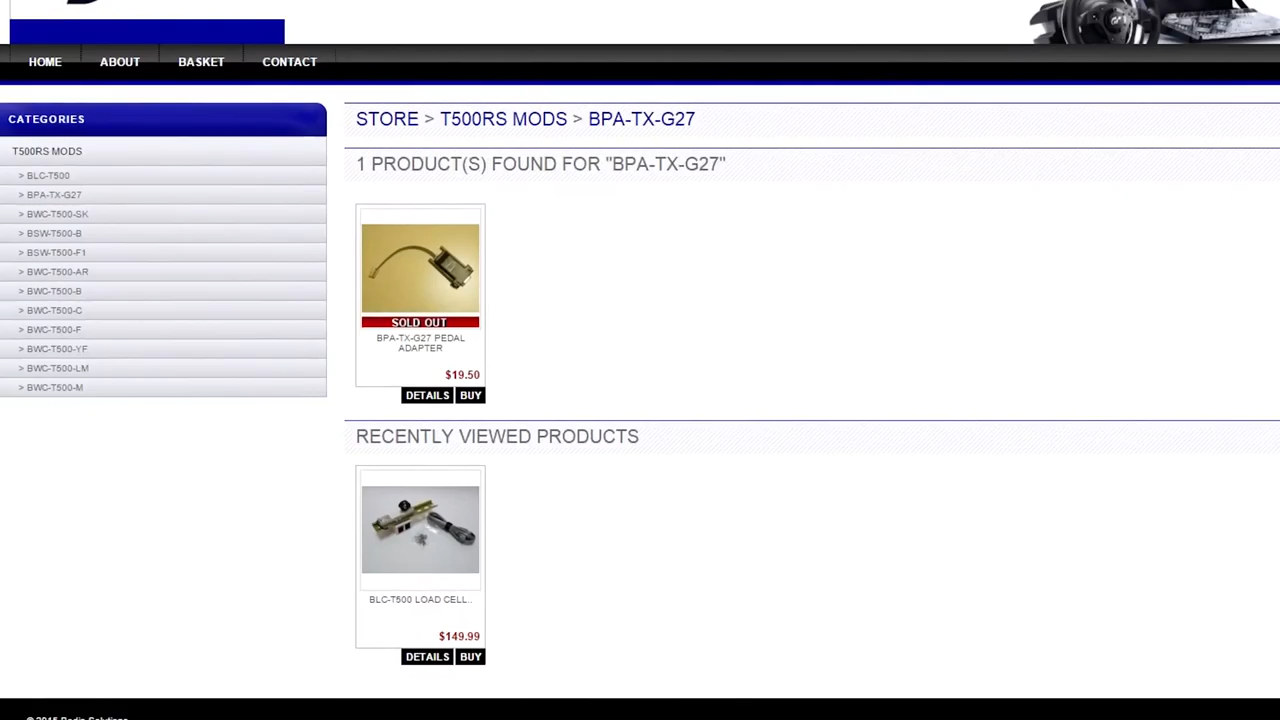 HOME ABOUT BASKET CONTACT
CATEGORIES
T500RS MODS
> BLC-T500
> BPA-TX-G27
> BWC-T500-SK
> BSW-T500-B
> BSW-T500-F1
> BWC-T500-AR
> BWC-T500-B
> BWC-T500-C
> BWC-T500-F
> BWC-T500-YF
> BWC-T500-LM
> BWC-T500-M
STORE > T500RS MODS > BPA-TX-G27
1 PRODUCT(S) FOUND FOR "BPA-TX-G27"
SOLD OUT
BPA-TX-G27 PEDAL
ADAPTER
$19.50
DETAILS BUY
RECENTLY VIEWED PRODUCTS
BLC-T500 LOAD CELL..
$149.99
DETAILS BUY
© 2015 Solutions